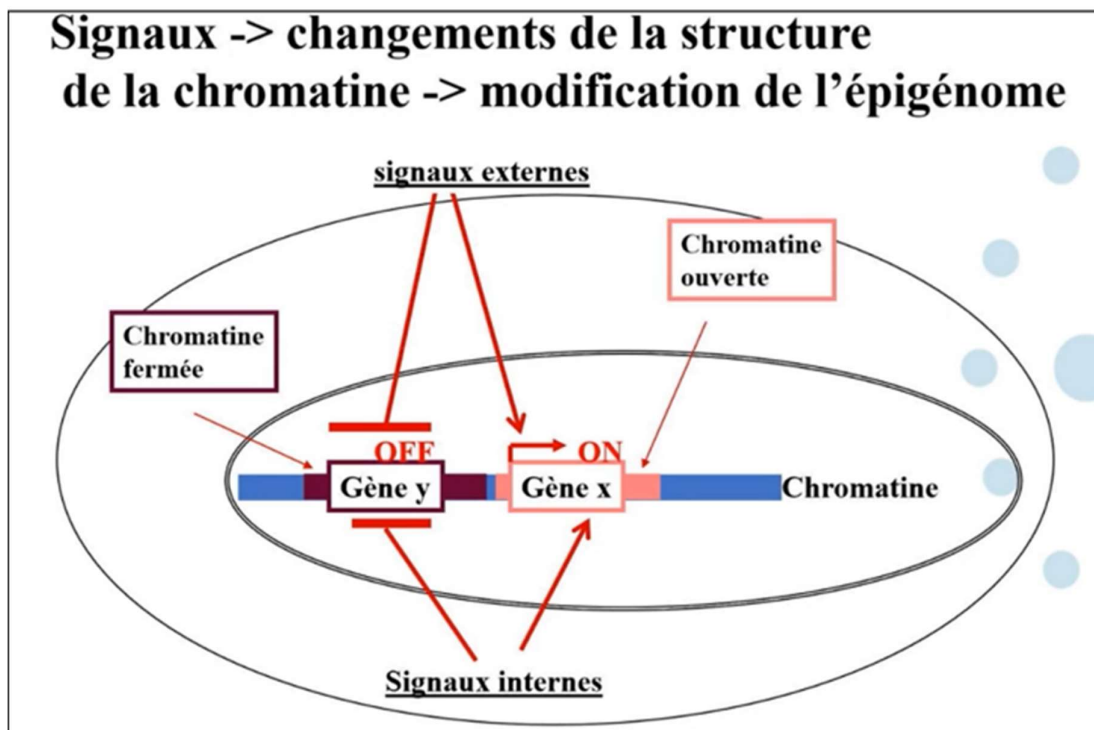 Signaux -> changements de la structure
de la chromatine -> modification de l’épigénome
signaux externes
Chromatine
ouverte
Chromatine
fermée
OFF
ON
Gène y
Gène x
Chromatine
Signaux internes